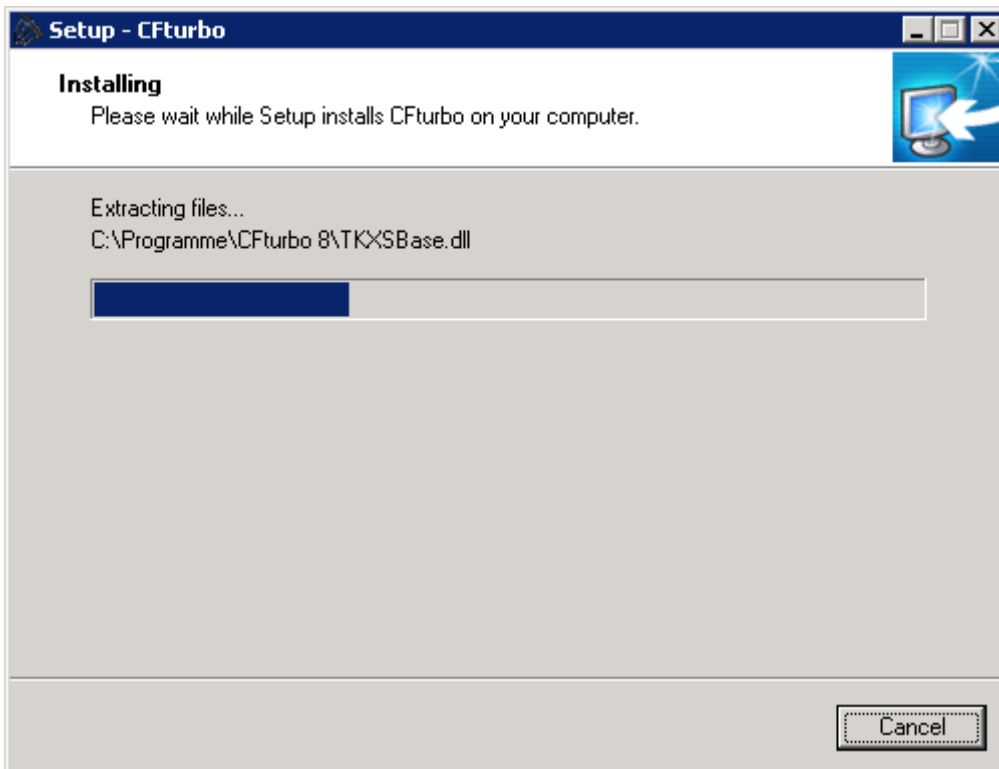 Setup - CFturbo
Installing
Please wait while Setup installs CFturbo on your computer.
Extracting files...
C:\Programme\CFturbo 8\TKXSBase.dll
Cancel